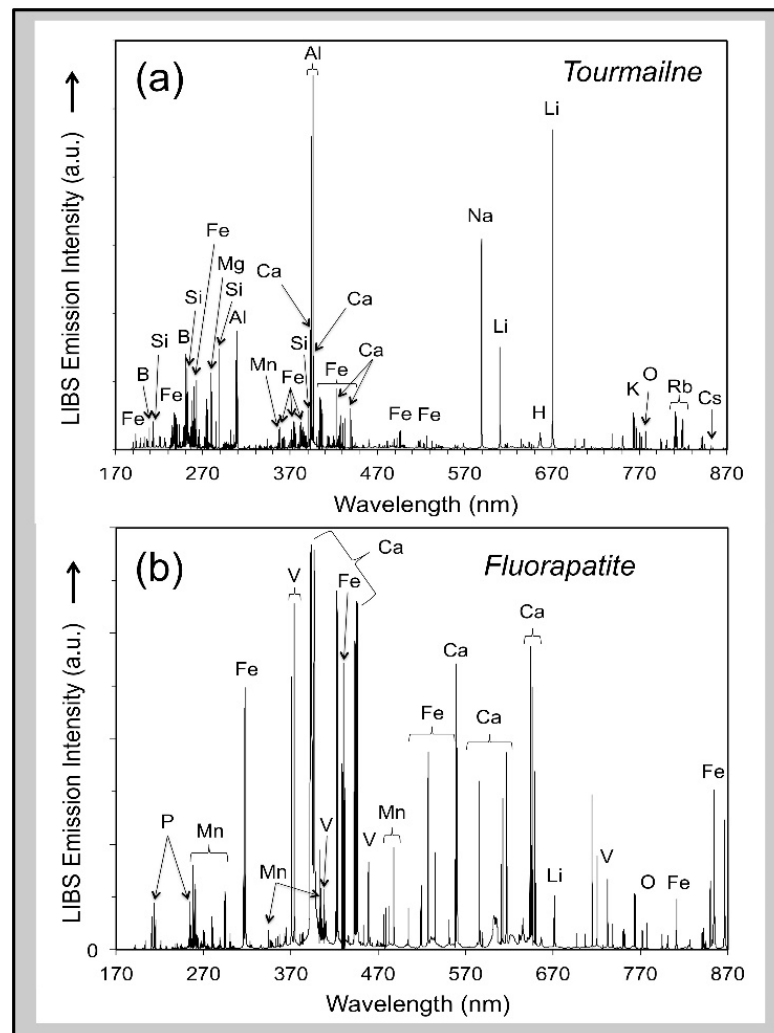 (a)
Tourmailne
LIBS Emission Intensity (a.u.)
Al
Li
Na
Fe
Mg
Si
Si
Al
B
Si
B
Fe
Fe
Ca
Ca
Si
Fe
Ca
Mn
Fe
Fe
Fe
Li
H
K
O
Rb
Cs
170 270 370 470 570 670 770 870
Wavelength (nm)
(b)
Fluorapatite
LIBS Emission Intensity (a.u.)
Ca
V
Fe
Fe
Ca
Ca
Fe
Ca
Fe
P
Mn
Mn
V
V
Mn
Li
V
O
Fe
0
170 270 370 470 570 670 770 870
Wavelength (nm)